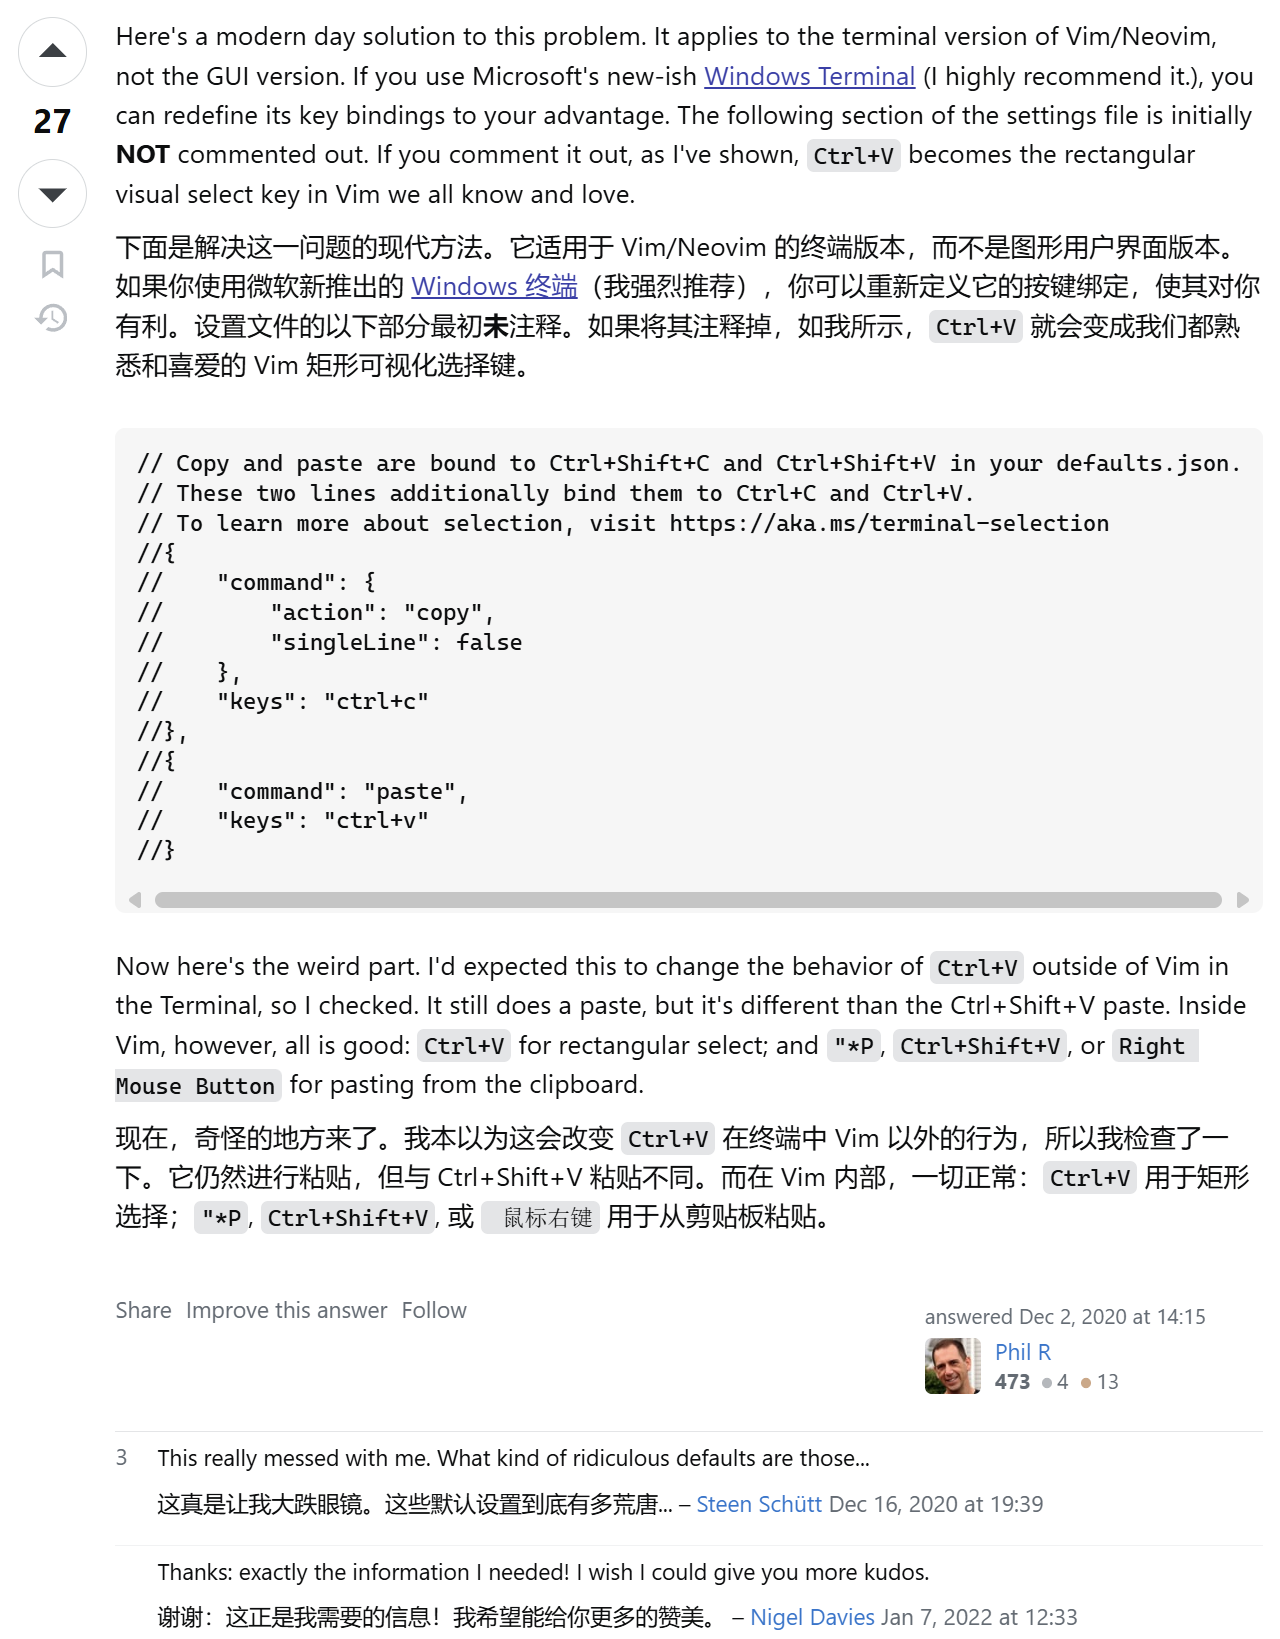 Here's a modern day solution to this problem. It applies to the terminal version of Vim/Neovim,
not the GUI version. If you use Microsoft's new-ish Windows Terminal (I highly recommend it.), you
27
can redefine its key bindings to your advantage. The following section of the settings file is initially
NOT commented out. If you comment it out, as I've shown, Ctrl+V becomes the rectangular
visual select key in Vim we all know and love.
下面是解决这一问题的现代方法。它适用于 Vim/Neovim 的终端版本，而不是图形用户界面版本。
如果你使用微软新推出的 Windows 终端（我强烈推荐），你可以重新定义它的按键绑定，使其对你
有利。设置文件的以下部分最初未注释。如果将其注释掉，如我所示，Ctrl+V 就会变成我们都熟
悉和喜爱的 Vim 矩形可视化选择键。
// Copy and paste are bound to Ctrl+Shift+C and Ctrl+Shift+V in your defaults.json.
// These two lines additionally bind them to Ctrl+C and Ctrl+V.
// To learn more about selection, visit https://aka.ms/terminal-selection
//{
//    "command": {
//        "action": "copy",
//        "singleLine": false
//    },
//    "keys": "ctrl+c"
//},
//{
//    "command": "paste",
//    "keys": "ctrl+v"
//}
Now here's the weird part. I'd expected this to change the behavior of Ctrl+V outside of Vim in
the Terminal, so I checked. It still does a paste, but it's different than the Ctrl+Shift+V paste. Inside
Vim, however, all is good: Ctrl+V for rectangular select; and "*P, Ctrl+Shift+V, or Right
Mouse Button for pasting from the clipboard.
现在，奇怪的地方来了。我本以为这会改变 Ctrl+V 在终端中 Vim 以外的行为，所以我检查了一
下。它仍然进行粘贴，但与 Ctrl+Shift+V 粘贴不同。而在 Vim 内部，一切正常：Ctrl+V 用于矩形
选择；"*P, Ctrl+Shift+V, 或 鼠标右键 用于从剪贴板粘贴。
Share Improve this answer Follow
answered Dec 2, 2020 at 14:15
Phil R
473 4 13
3 This really messed with me. What kind of ridiculous defaults are those...
这真是让我大跌眼镜。这些默认设置到底有多荒唐... – Steen Schütt Dec 16, 2020 at 19:39
Thanks: exactly the information I needed! I wish I could give you more kudos.
谢谢：这正是我需要的信息！我希望能给你更多的赞美。 – Nigel Davies Jan 7, 2022 at 12:33